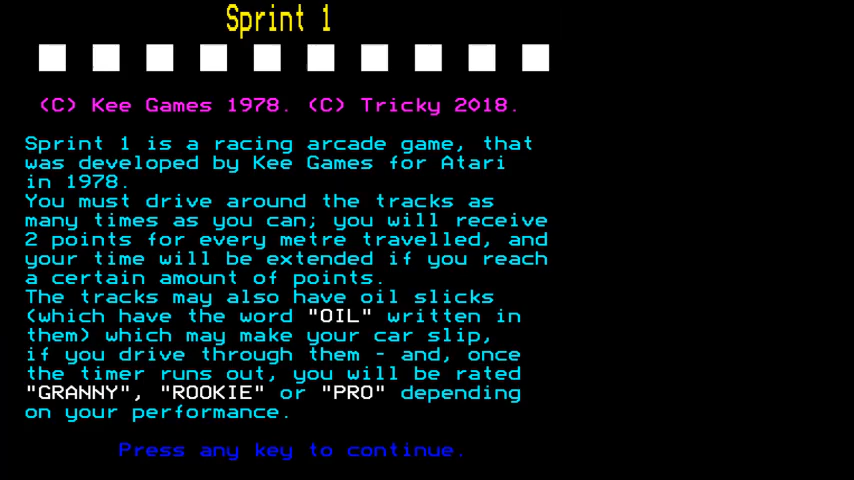 Sprint 1
(C) Kee Games 1978. (C) Tricky 2018.
Sprint 1 is a racing arcade game, that
was developed by Kee Games for Atari
in 1978.
You must drive around the tracks as
many times as you can; you will receive
2 points for every metre travelled, and
your time will be extended if you reach
a certain amount of points.
The tracks may also have oil slicks
(which have the word "OIL" written in
them) which may make your car slip,
if you drive through them - and, once
the timer runs out, you will be rated
"GRANNY", "ROOKIE" or "PRO" depending
on your performance.
Press any key to continue.